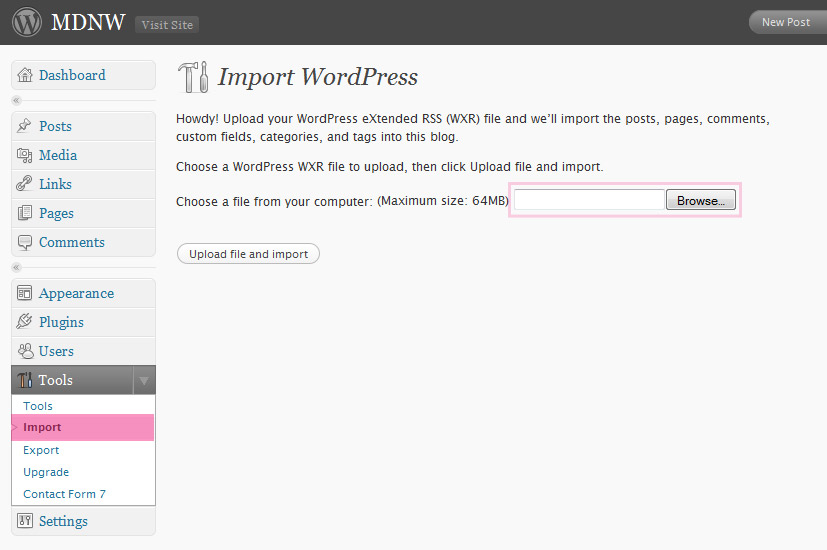 MDNW Visit Site New Post
Dashboard
Posts
Media
Links
Pages
Comments
Appearance
Plugins
Users
Tools
Tools
Import
Export
Upgrade
Contact Form 7
Settings
Import WordPress
Howdy! Upload your WordPress eXtended RSS (WXR) file and we'll import the posts, pages, comments,
custom fields, categories, and tags into this blog.
Choose a WordPress WXR file to upload, then click Upload file and import.
Choose a file from your computer: (Maximum size: 64MB) Browse...
Upload file and import